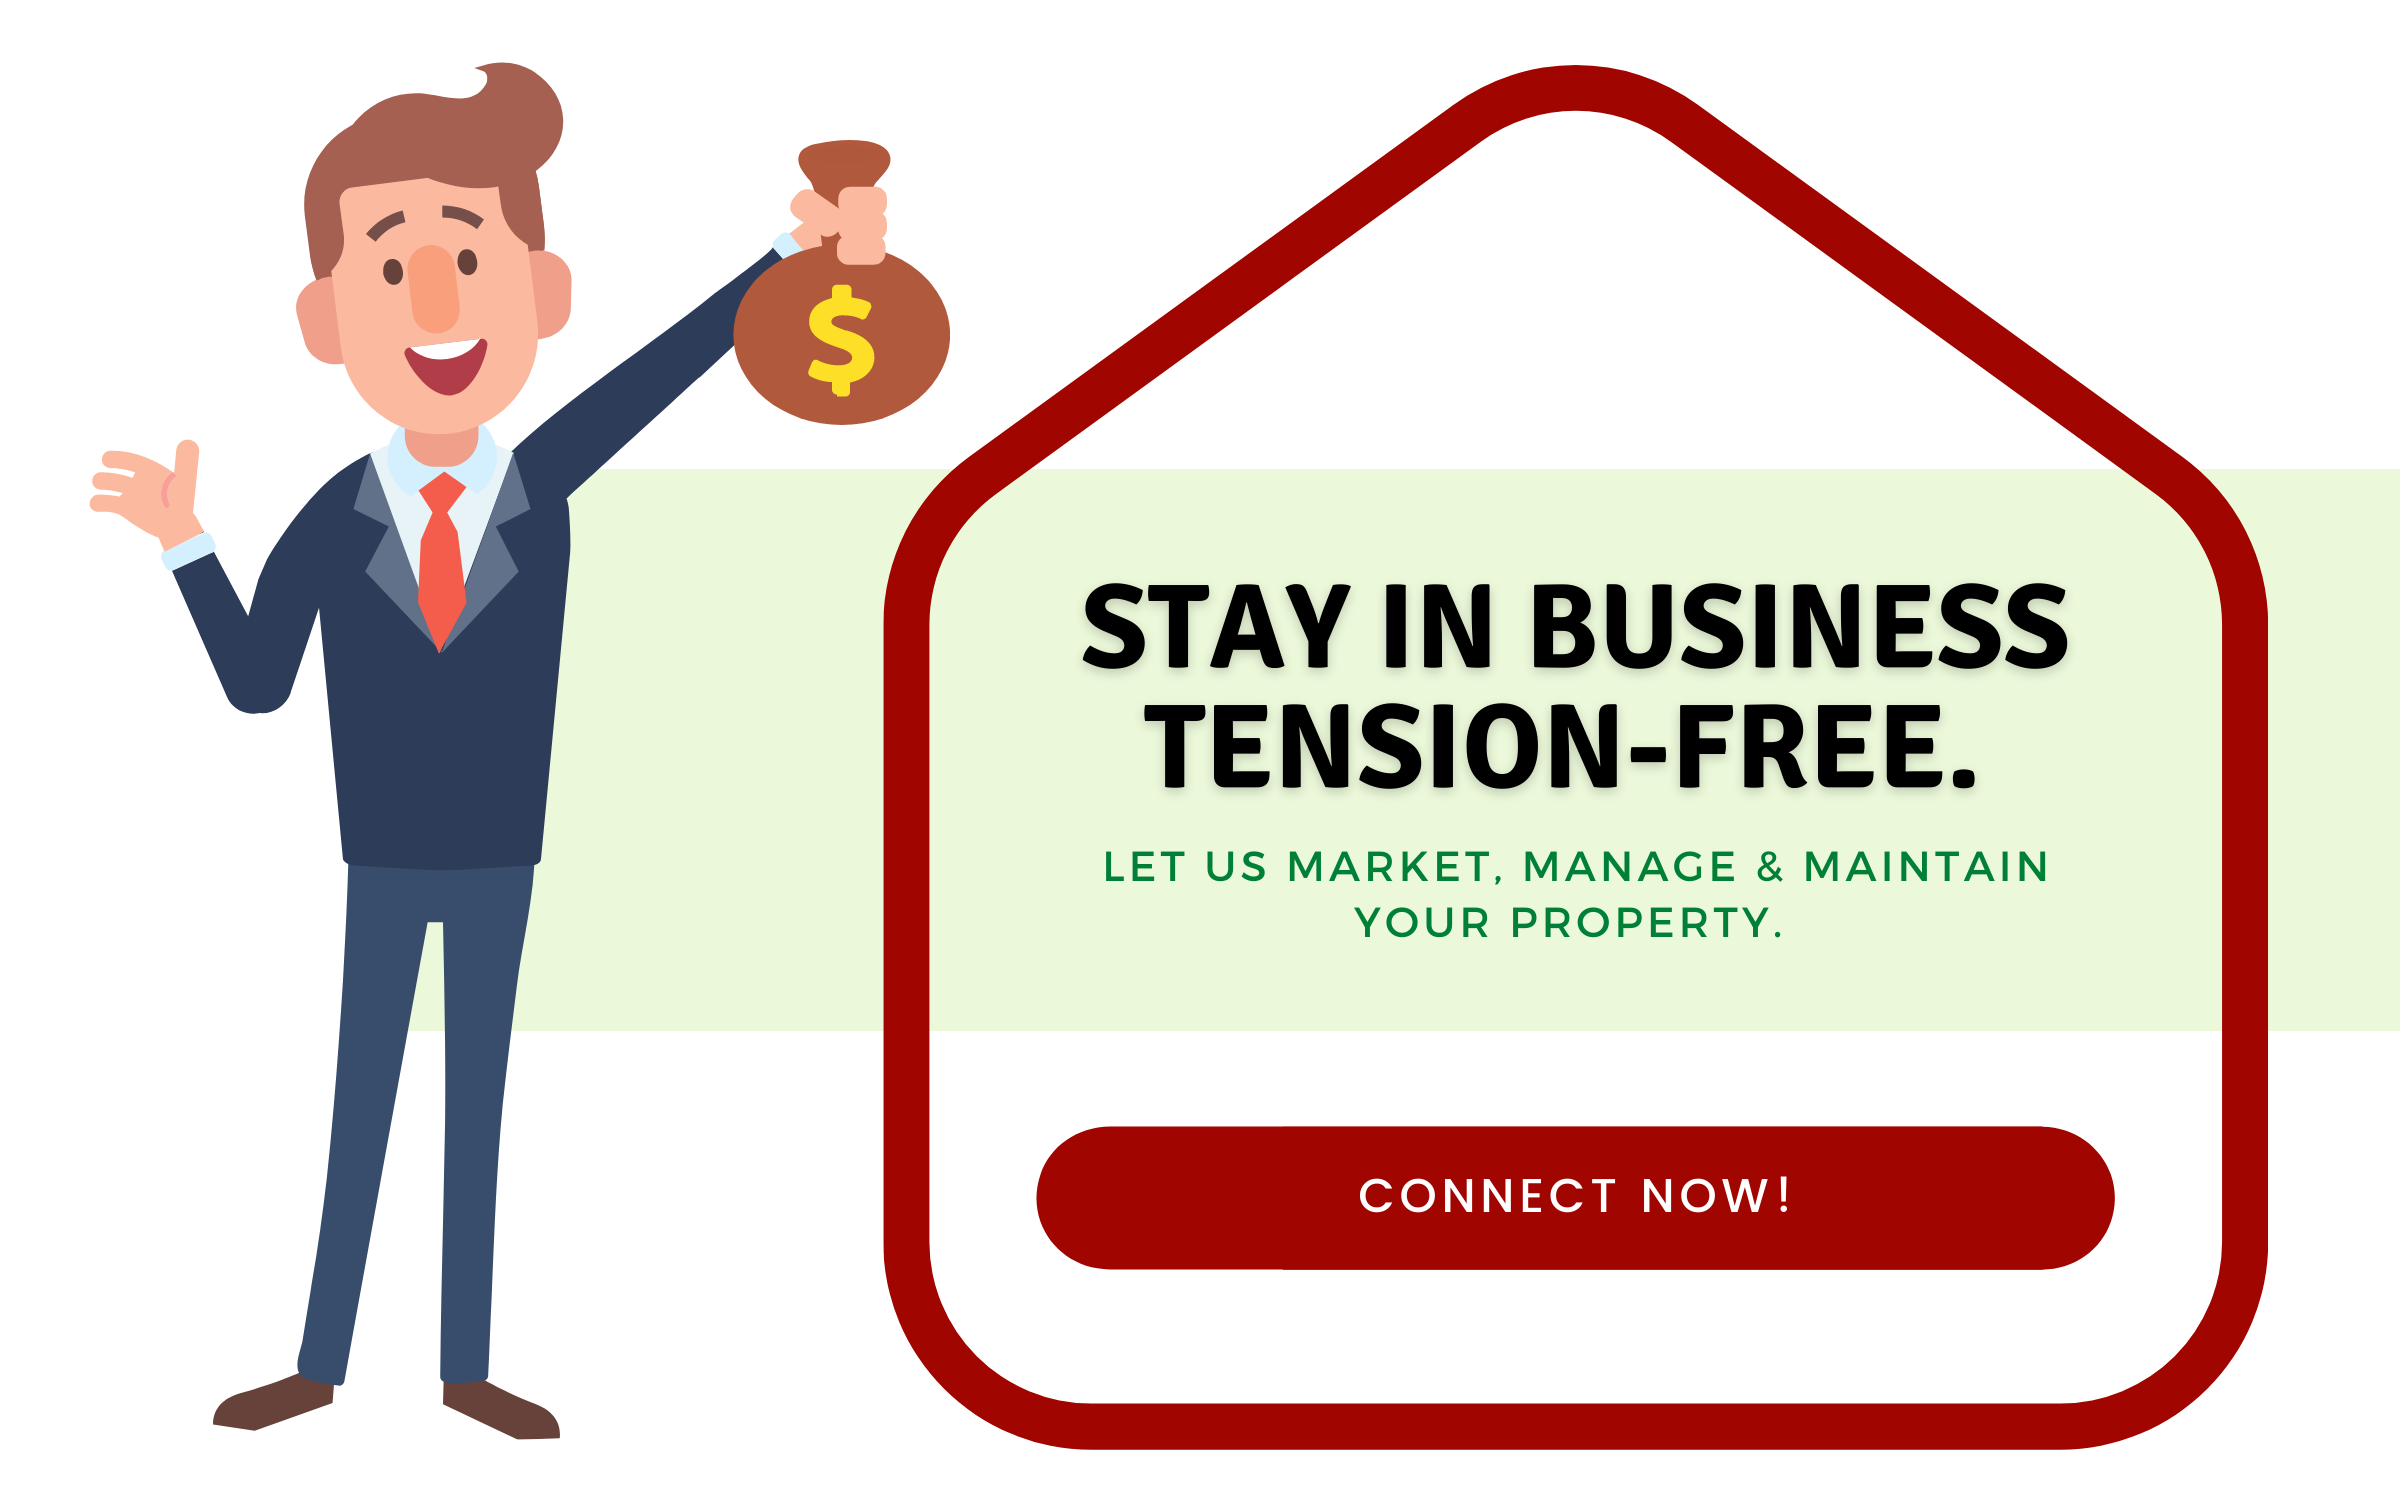 $
STAY IN BUSINESS
TENSION-FREE.
LET US MARKET, MANAGE & MAINTAIN
YOUR PROPERTY.
CONNECT NOW!